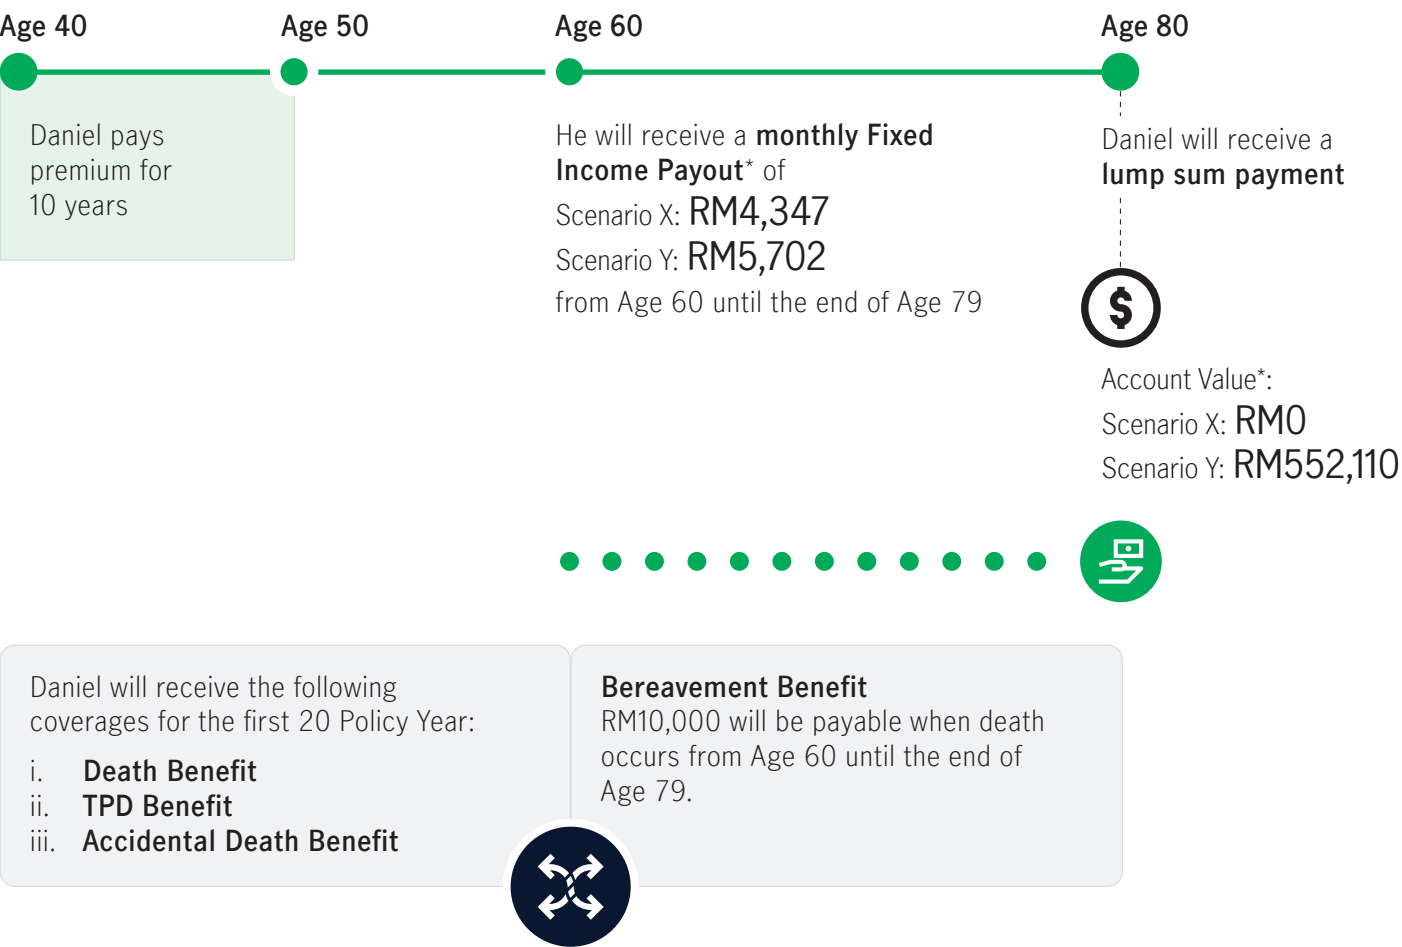 Age 40
Age 50
Age 60
Age 80
Daniel pays
premium for
10 years
He will receive a monthly Fixed
Income Payout* of
Scenario X: RM4,347
Scenario Y: RM5,702
from Age 60 until the end of Age 79
Daniel will receive a
lump sum payment
$
Account Value*:
Scenario X: RM0
Scenario Y: RM552,110
Daniel will receive the following
coverages for the first 20 Policy Year:
i. Death Benefit
ii. TPD Benefit
iii. Accidental Death Benefit
Bereavement Benefit
RM10,000 will be payable when death
occurs from Age 60 until the end of
Age 79.